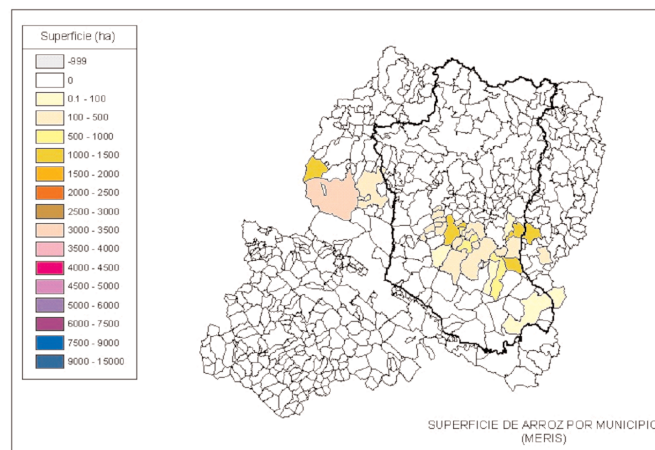 Superficie (ha)
-999
0
0.1 - 100
100 - 500
500 - 1000
1000 - 1500
1500 - 2000
2000 - 2500
2500 - 3000
3000 - 3500
3500 - 4000
4000 - 4500
4500 - 5000
5000 - 6000
6000 - 7500
7500 - 9000
9000 - 15000
SUPERFICIE DE ARROZ POR MUNICIPIO
(MERIS)